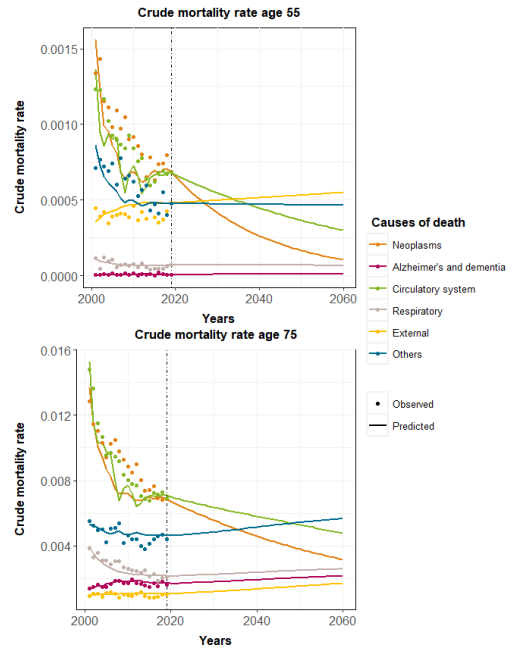 Crude mortality rate age 55
0.0015
0.0010
0.0005
0.0000
Crude mortality rate
2000
2020
2040
2060
Years
Crude mortality rate age 75
0.016
0.012
0.008
0.004
Crude mortality rate
2000
2020
2040
2060
Years
Causes of death
Neoplasms
Alzheimer's and dementia
Circulatory system
Respiratory
External
Others
Observed
Predicted